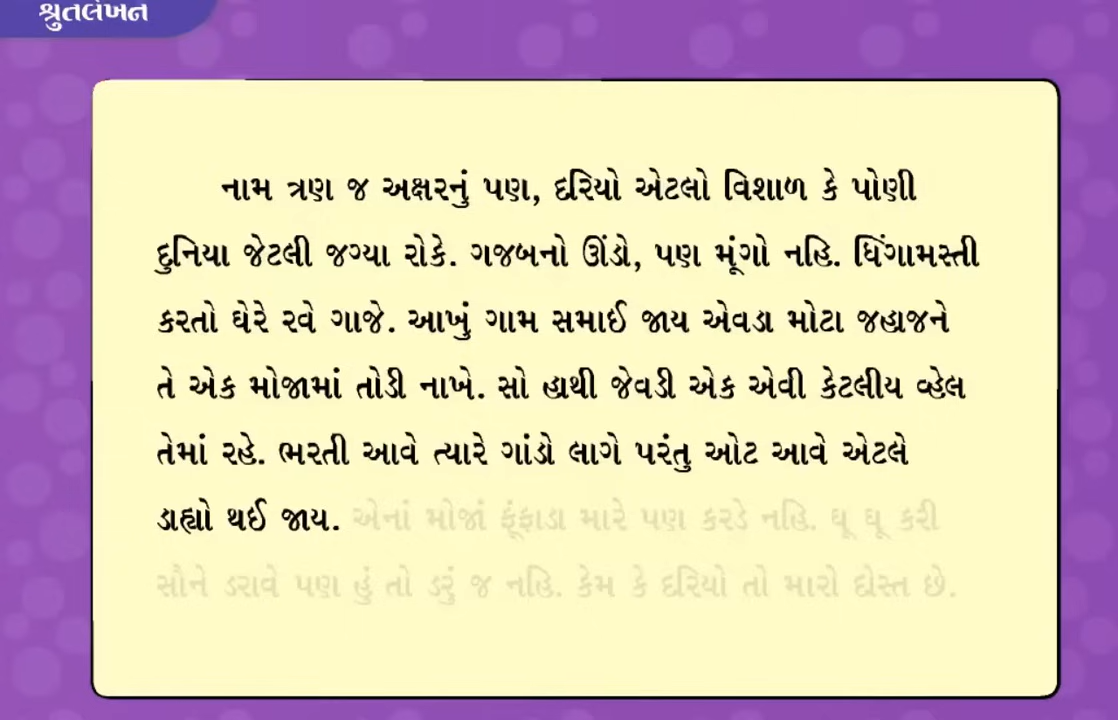 શ્રુતલેખન
નામ ત્રણ જ અક્ષરનું પણ, દરિયો એટલો વિશાળ કે પોણી
દુનિયા જેટલી જગ્યા રોકે. ગજબનો ઊંડો, પણ મૂંગો નહિ. ધિંગામસ્તી
કરતો ઘેરે રવે ગાજે. આખું ગામ સમાઈ જાય એવડા મોટા જહાજને
તે એક મોજામાં તોડી નાખે. સો હાથી જેવડી એક એવી કેટલીય વ્હેલ
તેમાં રહે. ભરતી આવે ત્યારે ગાંડો લાગે પરંતુ ઓટ આવે એટલે
ડાહ્યો થઈ જાય. એનાં મોજાં ફૂંફાડા મારે પણ કરડે નહિ. ઘૂ ઘૂ કરી
સૌને ડરાવે પણ હું તો ડરું જ નહિ. કેમ કે દરિયો તો મારો દોસ્ત છે.